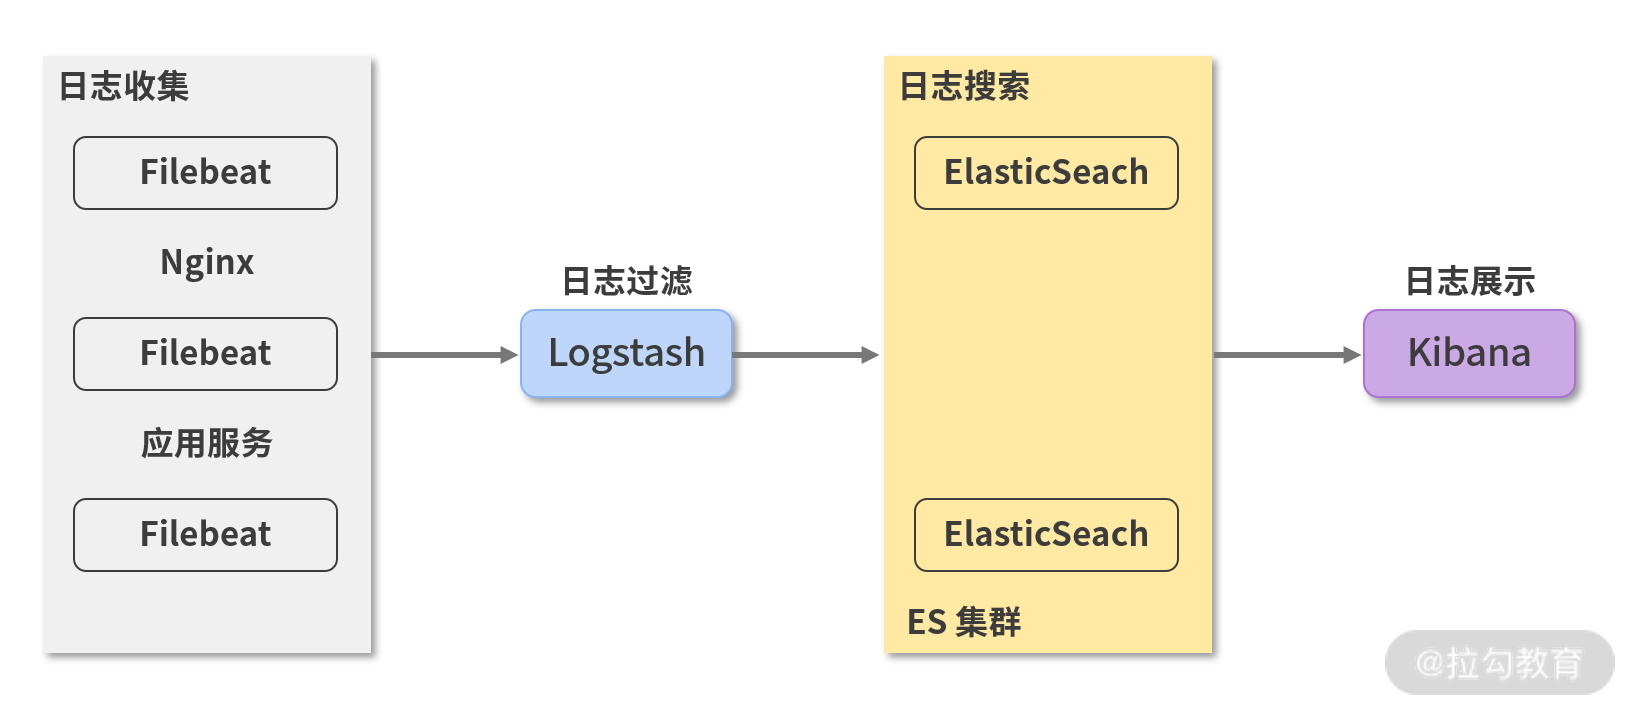 日志收集
Filebeat
Nginx
Filebeat
应用服务
Filebeat
日志过滤
Logstash
日志搜索
ElasticSeach
ElasticSeach
ES 集群
日志展示
Kibana
@拉勾教育